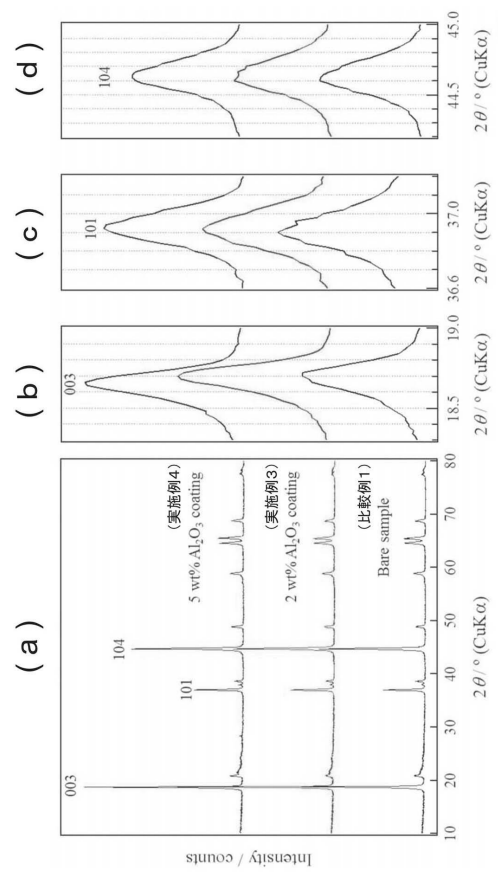 (a)
(b)
(c)
(d)
Intensity / counts
003
101
104
(実施例4)
5 wt% Al₂O₃ coating
(実施例3)
2 wt% Al₂O₃ coating
(比較例1)
Bare sample
10 20 30 40 50 60 70 80
2θ/° (CuKα)
003
18.5 19.0
2θ/° (CuKα)
101
36.6 37.0
2θ/° (CuKα)
104
44.5 45.0
2θ/° (CuKα)